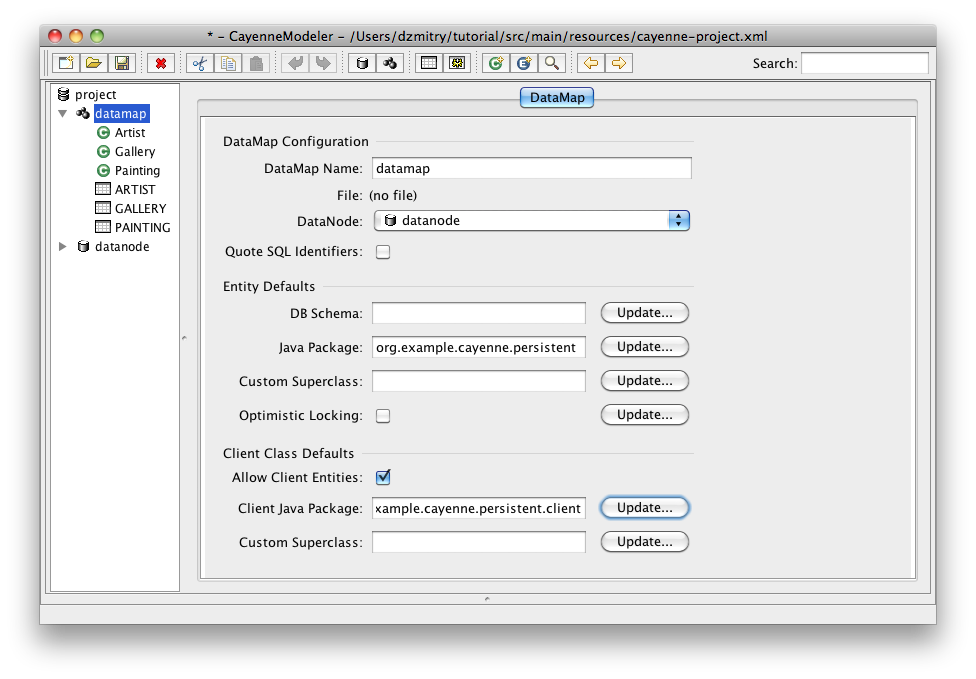 * - CayenneModeler - /Users/dzmitry/tutorial/src/main/resources/cayenne-project.xml
Search:
project
datamap
C Artist
C Gallery
C Painting
ARTIST
GALLERY
PAINTING
datanode
DataMap
DataMap Configuration
DataMap Name: datamap
File: (no file)
DataNode: datanode
Quote SQL Identifiers:
Entity Defaults
DB Schema: Update...
Java Package: org.example.cayenne.persistent Update...
Custom Superclass: Update...
Optimistic Locking: Update...
Client Class Defaults
Allow Client Entities:
Client Java Package: xample.cayenne.persistent.client Update...
Custom Superclass: Update...